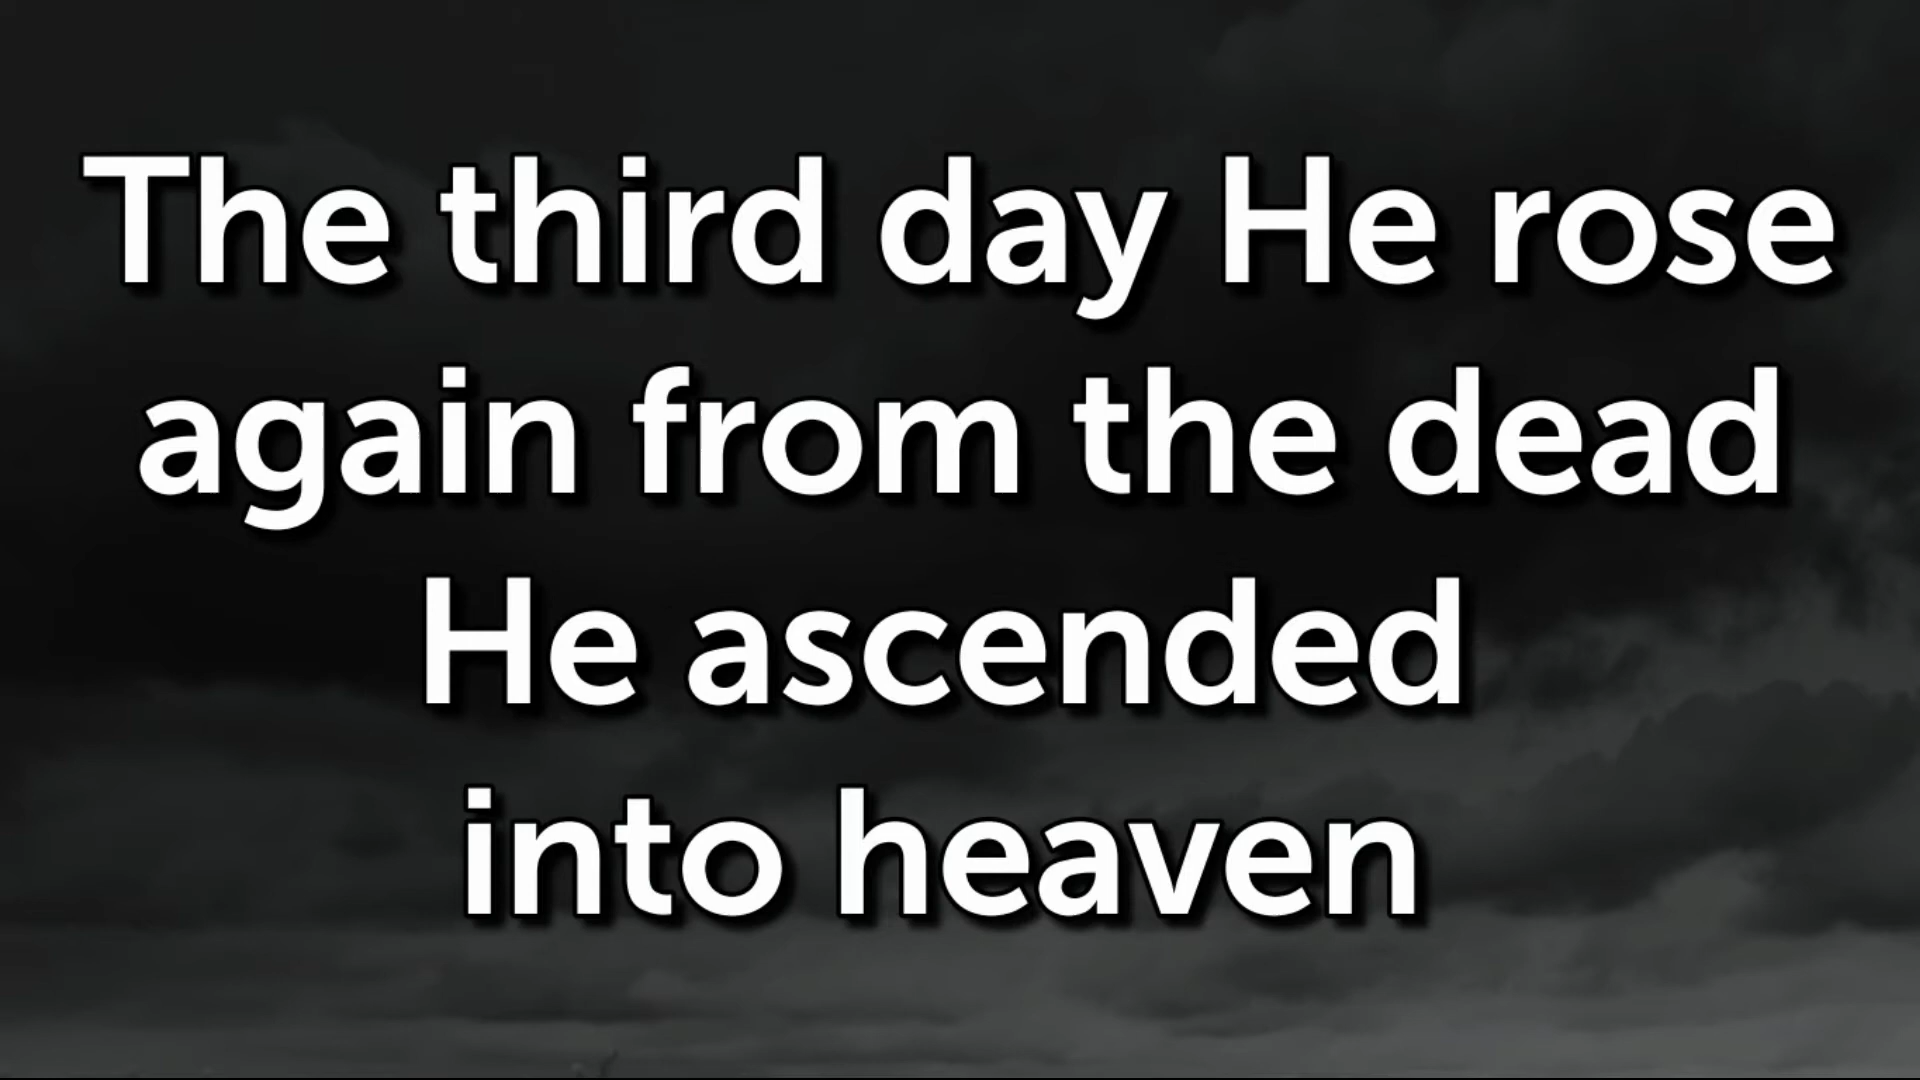 The third day He rose
again from the dead
He ascended
into heaven